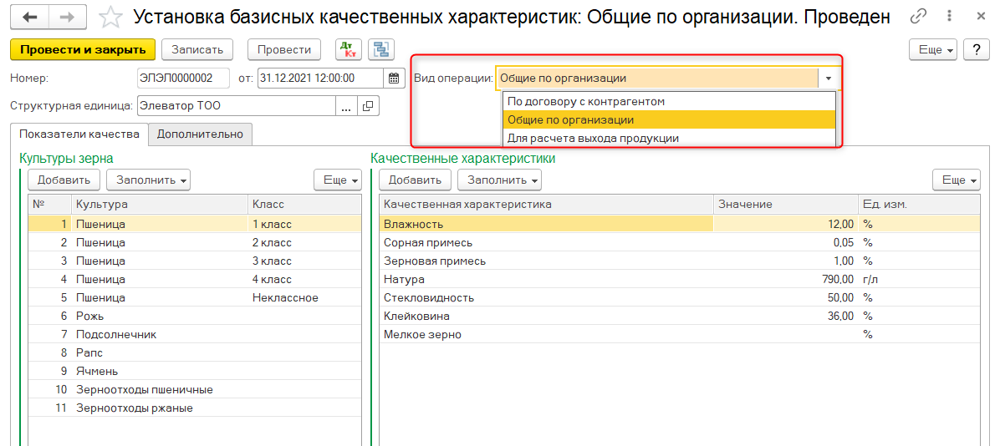 Установка базисных качественных характеристик: Общие по организации. Проведен
Провести и закрыть Записать Провести Дт Кт Еще ?
Номер: ЭЛЭЛ0000002 от: 31.12.2021 12:00:00 Вид операции: Общие по организации
По договору с контрагентом
Структурная единица: Элеватор ТОО ...
Общие по организации
Для расчета выхода продукции
Показатели качества Дополнительно
Культуры зерна Качественные характеристики
Добавить Заполнить Еще Добавить Заполнить Еще
№ Культура Класс Качественная характеристика Значение Ед. изм.
1 Пшеница 1 класс Влажность 12,00 %
2 Пшеница 2 класс Сорная примесь 0,05 %
3 Пшеница 3 класс Зерновая примесь 1,00 %
4 Пшеница 4 класс Натура 790,00 г/л
5 Пшеница Неклассное Стекловидность 50,00 %
6 Рожь Клейковина 36,00 %
7 Подсолнечник Мелкое зерно %
8 Рапс
9 Ячмень
10 Зерноотходы пшеничные
11 Зерноотходы ржаные